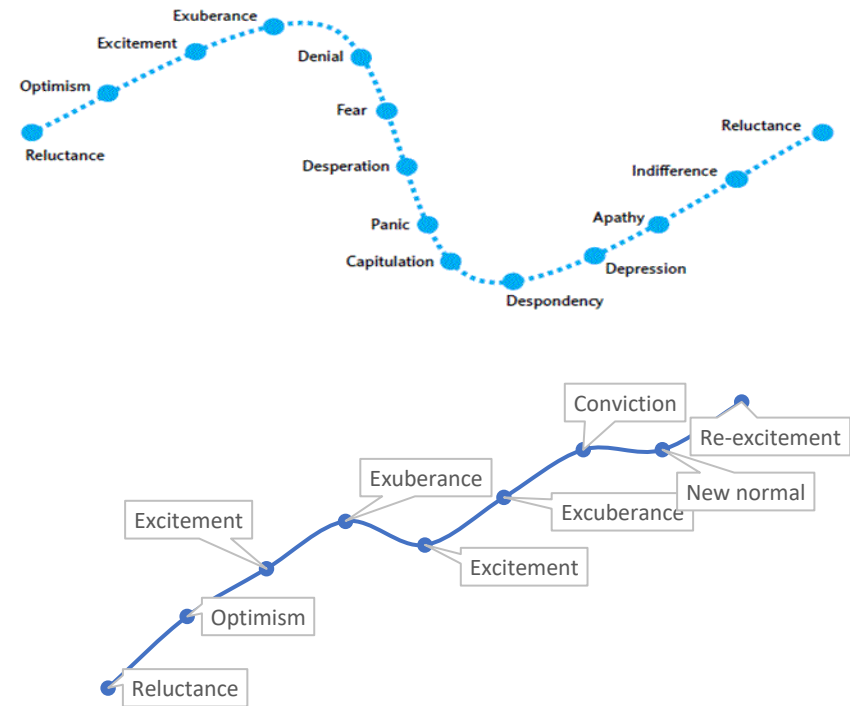 Exuberance
Excitement
Denial
Optimism
Fear
Reluctance
Reluctance
Desperation
Indifference
Panic
Apathy
Capitulation
Depression
Despondency
Conviction
Re-excitement
Exuberance
New normal
Excitement
Excuberance
Excitement
Optimism
Reluctance